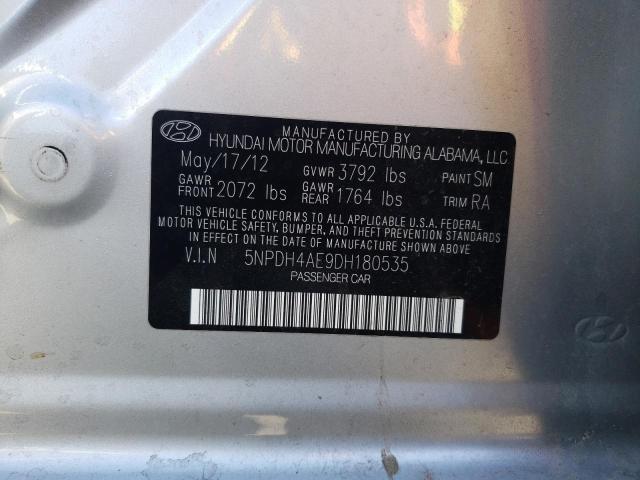 MANUFACTURED BY
HYUNDAI MOTOR MANUFACTURING ALABAMA, LLC
May/17/12 GVWR 3792 lbs PAINT SM
GAWR FRONT 2072 lbs GAWR REAR 1764 lbs TRIM RA
THIS VEHICLE CONFORMS TO ALL APPLICABLE U.S.A. FEDERAL
MOTOR VEHICLE SAFETY, BUMPER, AND THEFT PREVENTION STANDARDS
IN EFFECT ON THE DATE OF MANUFACTURE SHOWN ABOVE
V.I.N 5NPDH4AE9DH180535
PASSENGER CAR